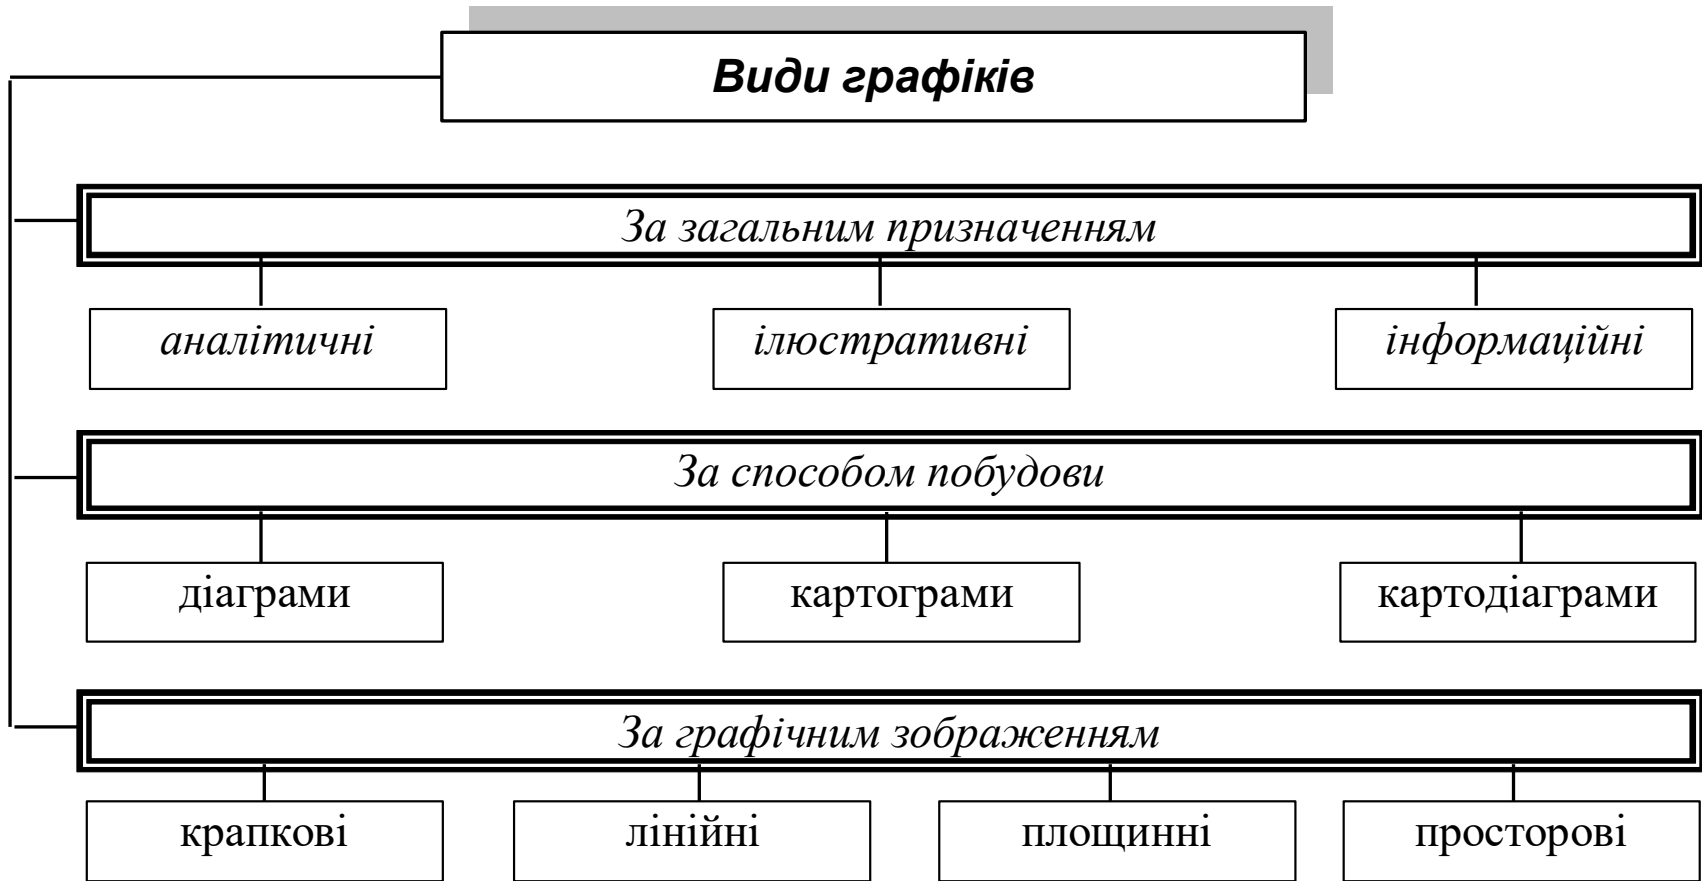 Види графіків
За загальним призначенням
аналітичні
ілюстративні
інформаційні
За способом побудови
діаграми
картограми
картодіаграми
За графічним зображенням
крапкові
лінійні
площинні
просторові